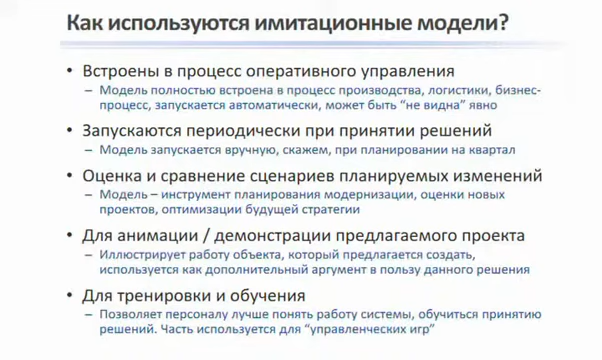 Как используются имитационные модели?
• Встроены в процесс оперативного управления
– Модель полностью встроена в процесс производства, логистики, бизнес-
процесс, запускается автоматически, может быть “не видна” явно
• Запускаются периодически при принятии решений
– Модель запускается вручную, скажем, при планировании на квартал
• Оценка и сравнение сценариев планируемых изменений
– Модель – инструмент планирования модернизации, оценки новых
проектов, оптимизации будущей стратегии
• Для анимации / демонстрации предлагаемого проекта
– Иллюстрирует работу объекта, который предлагается создать,
используется как дополнительный аргумент в пользу данного решения
• Для тренировки и обучения
– Позволяет персоналу лучше понять работу системы, обучиться принятию
решений. Часть используется для “управленческих игр”